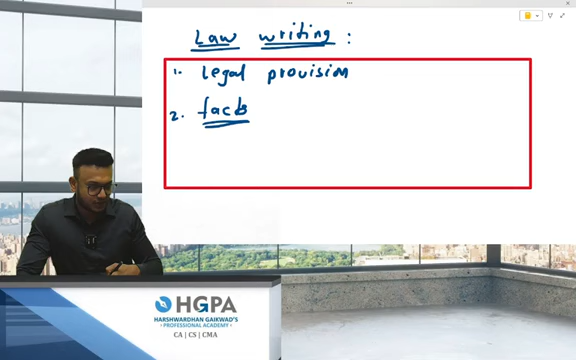 Law writing :
1. Legal provision
2. facts
HGPA
HARSHWARDHAN GAIKWAD'S
PROFESSIONAL ACADEMY
CA | CS | CMA